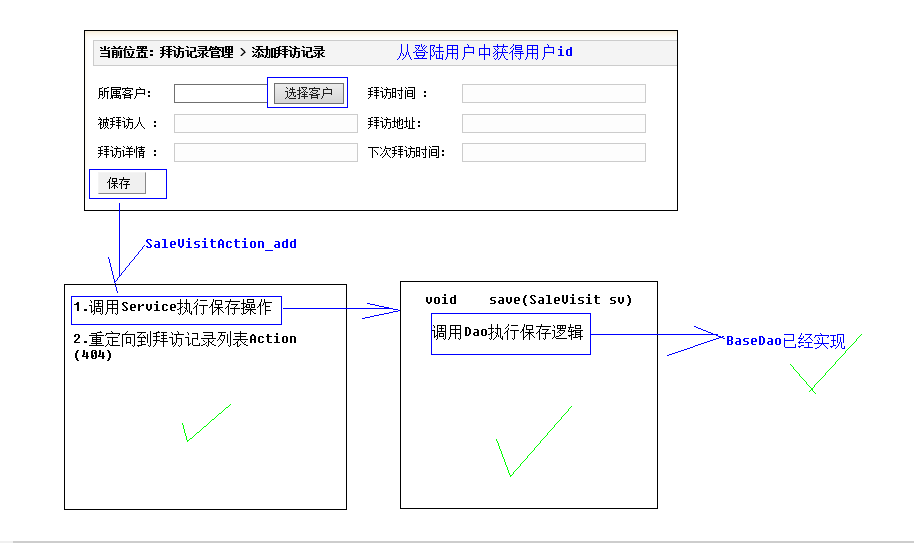 当前位置: 拜访记录管理 > 添加拜访记录 从登陆用户中获得用户id
所属客户: 选择客户 拜访时间 :
被拜访人 : 拜访地址:
拜访详情 : 下次拜访时间:
保存
SaleVisitAction_add
1.调用Service执行保存操作
2.重定向到拜访记录列表Action
(404)
void save(SaleVisit sv)
调用Dao执行保存逻辑
BaseDao已经实现